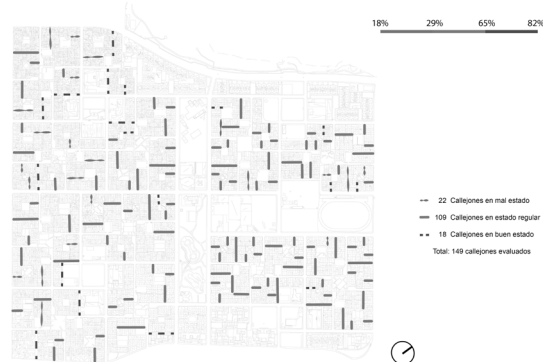 18% 29% 65% 82%
22 Callejones en mal estado
109 Callejones en estado regular
18 Callejones en buen estado
Total: 149 callejones evaluados